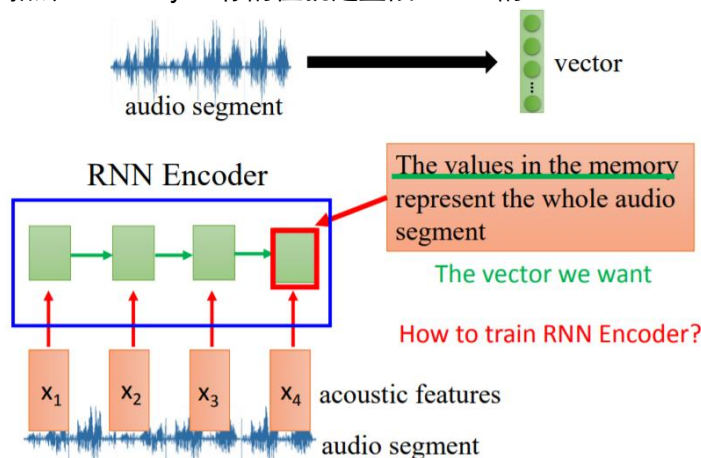 audio segment
vector
RNN Encoder
The values in the memory
represent the whole audio
segment
The vector we want
How to train RNN Encoder?
x1 x2 x3 x4 acoustic features
audio segment